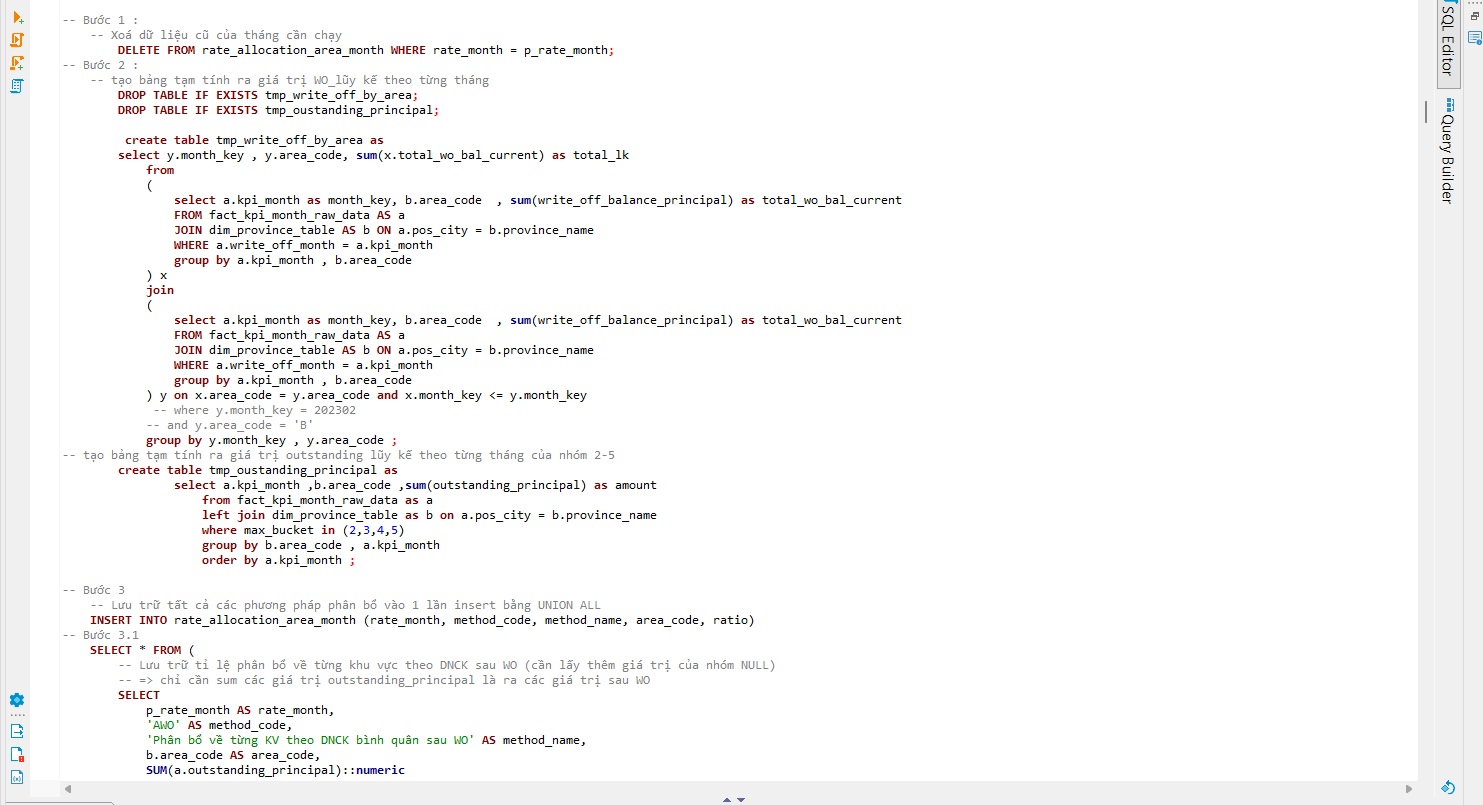 -- Bước 1 :
-- Xoá dữ liệu cũ của tháng cần chạy
DELETE FROM rate_allocation_area_month WHERE rate_month = p_rate_month;
-- Bước 2 :
-- tạo bảng tạm tính ra giá trị WO_lũy kế theo từng tháng
DROP TABLE IF EXISTS tmp_write_off_by_area;
DROP TABLE IF EXISTS tmp_oustanding_principal;
create table tmp_write_off_by_area as
select y.month_key , y.area_code, sum(x.total_wo_bal_current) as total_lk
from
(
select a.kpi_month as month_key, b.area_code , sum(write_off_balance_principal) as total_wo_bal_current
FROM fact_kpi_month_raw_data AS a
JOIN dim_province_table AS b ON a.pos_city = b.province_name
WHERE a.write_off_month = a.kpi_month
group by a.kpi_month , b.area_code
) x
join
(
select a.kpi_month as month_key, b.area_code , sum(write_off_balance_principal) as total_wo_bal_current
FROM fact_kpi_month_raw_data AS a
JOIN dim_province_table AS b ON a.pos_city = b.province_name
WHERE a.write_off_month = a.kpi_month
group by a.kpi_month , b.area_code
) y on x.area_code = y.area_code and x.month_key <= y.month_key
-- where y.month_key = 202302
-- and y.area_code = 'B'
group by y.month_key , y.area_code ;
-- tạo bảng tạm tính ra giá trị outstanding lũy kế theo từng tháng của nhóm 2-5
create table tmp_oustanding_principal as
select a.kpi_month ,b.area_code ,sum(outstanding_principal) as amount
from fact_kpi_month_raw_data as a
left join dim_province_table as b on a.pos_city = b.province_name
where max_bucket in (2,3,4,5)
group by b.area_code , a.kpi_month
order by a.kpi_month ;
-- Bước 3
-- Lưu trữ tất cả các phương pháp phân bổ vào 1 lần insert bằng UNION ALL
INSERT INTO rate_allocation_area_month (rate_month, method_code, method_name, area_code, ratio)
-- Bước 3.1
SELECT * FROM (
-- Lưu trữ tỉ lệ phân bổ về từng khu vực theo DNCK sau WO (cần lấy thêm giá trị của nhóm NULL)
-- => chỉ cần sum các giá trị outstanding_principal là ra các giá trị sau WO
SELECT
p_rate_month AS rate_month,
'AWO' AS method_code,
'Phân bổ về từng KV theo DNCK bình quân sau WO' AS method_name,
b.area_code AS area_code,
SUM(a.outstanding_principal)::numeric
SQL Editor
Query Builder